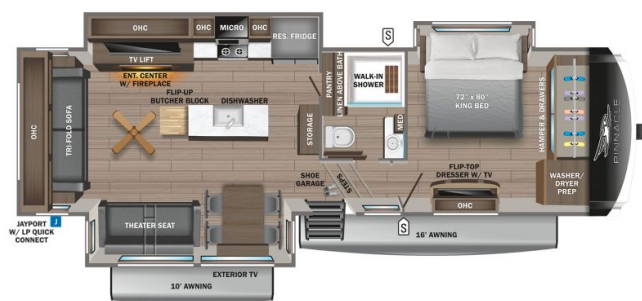 OHC
OHC
MICRO
OHC
RES. FRIDGE
S
TV LIFT
ENT. CENTER
W/ FIREPLACE
FLIP-UP
BUTCHER BLOCK
DISHWASHER
PANTRY
LINEN ABOVE BATH
WALK-IN
SHOWER
72" x 80"
KING BED
HAMPER & DRAWERS
PINNACLE
OHC
TRI-FOLD SOFA
STORAGE
MED
FLIP-TOP
DRESSER W/ TV
OHC
WASHER/
DRYER
PREP
SHOE
GARAGE
STEPS
S
JAYPORT
W/ LP QUICK
CONNECT
J
THEATER SEAT
EXTERIOR TV
10' AWNING
16' AWNING